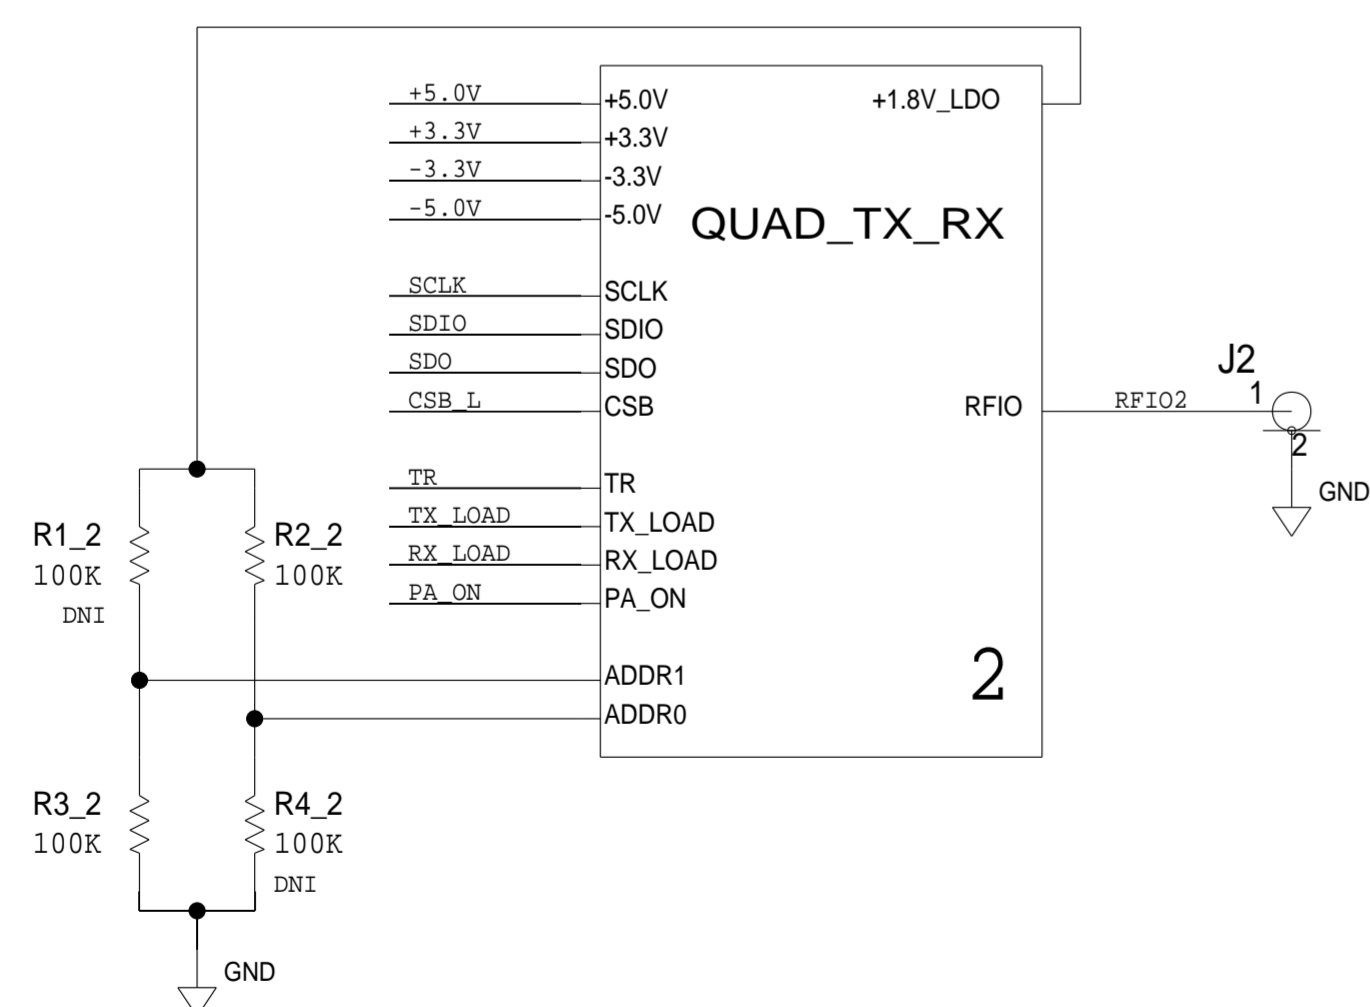 +5.0V +5.0V +1.8V_LDO
+3.3V +3.3V
-3.3V -3.3V
-5.0V -5.0V
QUAD_TX_RX
SCLK SCLK
SDIO SDIO
SDO SDO
CSB_L CSB RFIO RFIO2
J2
1
2
GND
TR TR
TX_LOAD TX_LOAD
RX_LOAD RX_LOAD
PA_ON PA_ON
R1_2 R2_2
100K 100K
DNI
ADDR1
ADDR0
2
R3_2 R4_2
100K 100K
DNI
GND